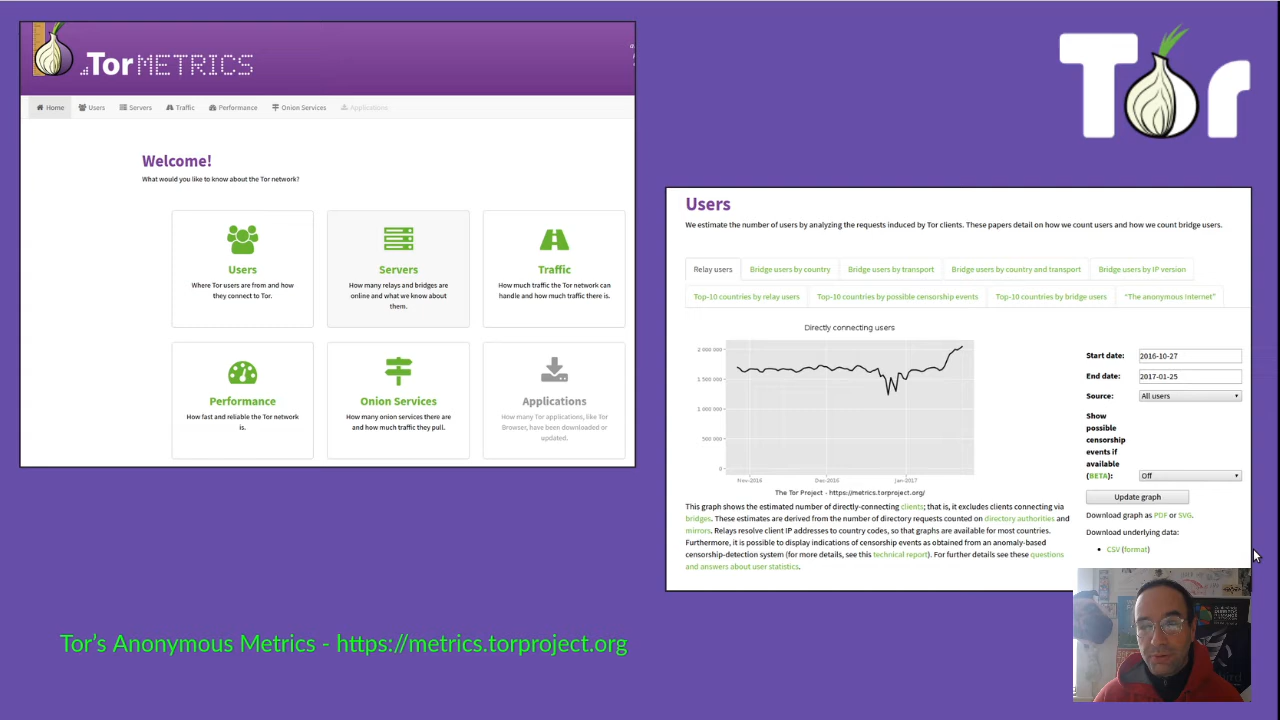 Tor METRICS
Home Users Servers Traffic Performance Onion Services Applications
Welcome!
What would you like to know about the Tor network?
Users
Where Tor users are from and how
they connect to Tor.
Servers
How many relays and bridges are
online and what we know about
them.
Traffic
How much traffic the Tor network can
handle and how much traffic there is.
Performance
How fast and reliable the Tor network
is.
Onion Services
How many onion services there are
and how much traffic they pull.
Applications
How many Tor applications, like Tor
Browser, have been downloaded or
updated.
Tor
Users
We estimate the number of users by analyzing the requests induced by Tor clients. These papers detail on how we count users and how we count bridge users.
Relay users Bridge users by country Bridge users by transport Bridge users by country and transport Bridge users by IP version
Top-10 countries by relay users Top-10 countries by possible censorship events Top-10 countries by bridge users "The anonymous Internet"
Directly connecting users
2 000 000
1 500 000
1 000 000
500 000
0
Nov-2016 Dec-2016 Jan-2017
The Tor Project - https://metrics.torproject.org/
Start date: 2016-10-27
End date: 2017-01-25
Source: All users
Show
possible
censorship
events if
available
(BETA): Off
Update graph
Download graph as PDF or SVG.
Download underlying data:
• CSV (format)
This graph shows the estimated number of directly-connecting clients; that is, it excludes clients connecting via
bridges. These estimates are derived from the number of directory requests counted on directory authorities and
mirrors. Relays resolve client IP addresses to country codes, so that graphs are available for most countries.
Furthermore, it is possible to display indications of censorship events as obtained from an anomaly-based
censorship-detection system (for more details, see this technical report). For further details see these questions
and answers about user statistics.
Tor's Anonymous Metrics - https://metrics.torproject.org